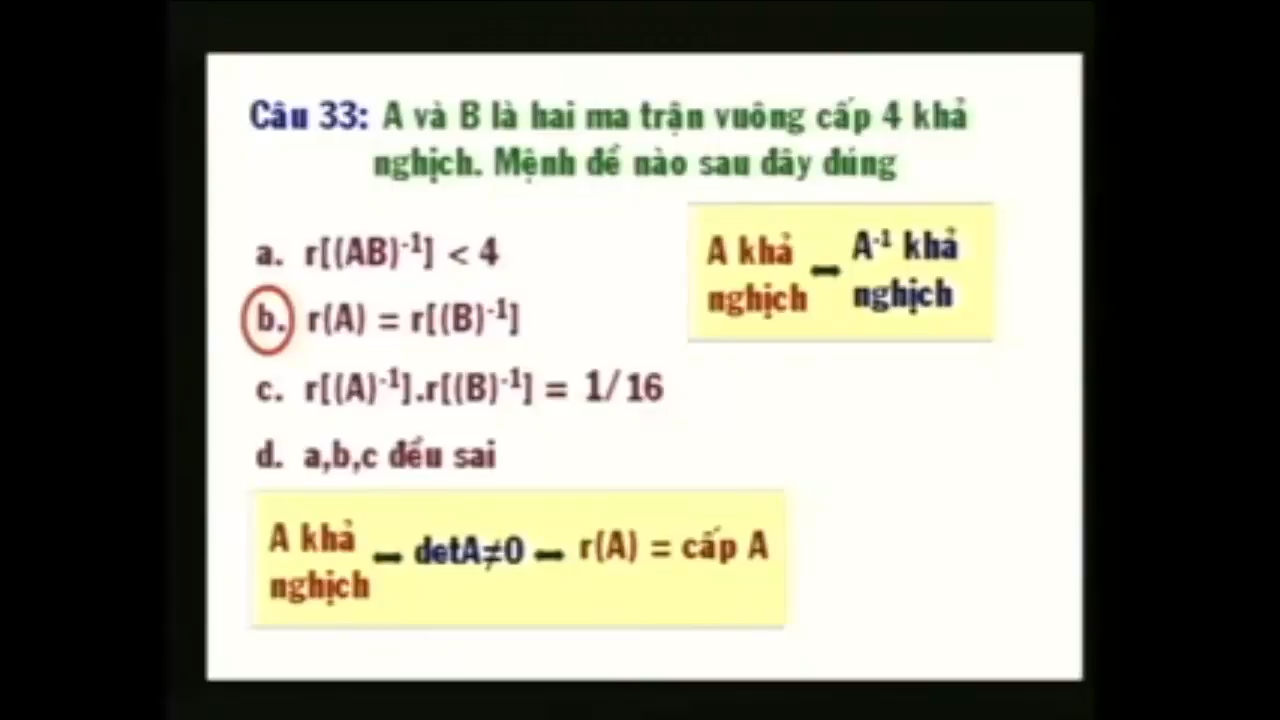 Câu 33: A và B là hai ma trận vuông cấp 4 khả
nghịch. Mệnh đề nào sau đây đúng
a. r[(AB)⁻¹] < 4
b. r(A) = r[(B)⁻¹]
c. r[(A)⁻¹].r[(B)⁻¹] = 1/16
d. a,b,c đều sai
A khả
nghịch
A⁻¹ khả
nghịch
A khả
nghịch
detA≠0
r(A) = cấp A